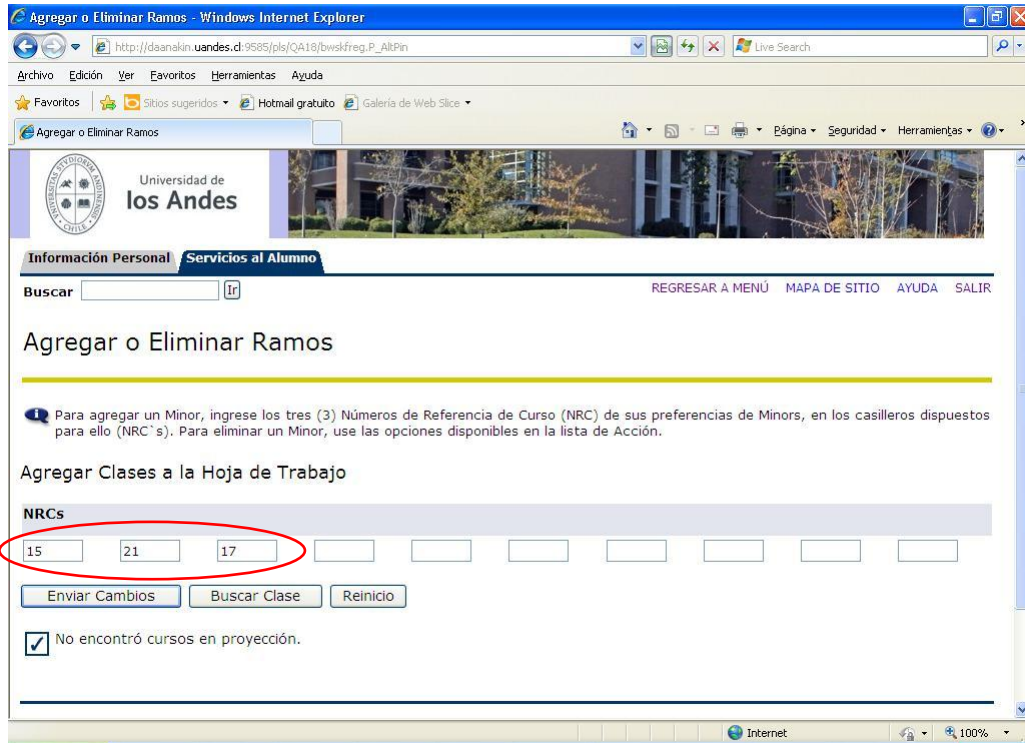 Agregar o Eliminar Ramos - Windows Internet Explorer
http://daanakin.uandes.cl:9585/pls/QA18/bwskfreg.P_AltPin
Live Search
Archivo Edición Ver Favoritos Herramientas Ayuda
Favoritos Sitios sugeridos Hotmail gratuito Galería de Web Slice
Agregar o Eliminar Ramos Página Seguridad Herramientas
Universidad de
los Andes
Información Personal Servicios al Alumno
Buscar Ir REGRESAR A MENÚ MAPA DE SITIO AYUDA SALIR
Agregar o Eliminar Ramos
Para agregar un Minor, ingrese los tres (3) Números de Referencia de Curso (NRC) de sus preferencias de Minors, en los casilleros dispuestos
para ello (NRC`s). Para eliminar un Minor, use las opciones disponibles en la lista de Acción.
Agregar Clases a la Hoja de Trabajo
NRCs
15 21 17
Enviar Cambios Buscar Clase Reinicio
No encontró cursos en proyección.
Internet 100%